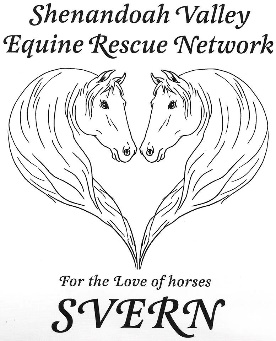 Shenandoah Valley
Equine Rescue Network
For the Love of horses
SVERN